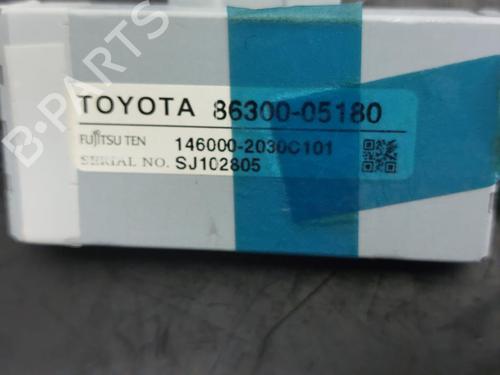 B-PARTS
TOYOTA 86300-05180
FUJITSU TEN 146000-2030C101
SERIAL NO. SJ102805